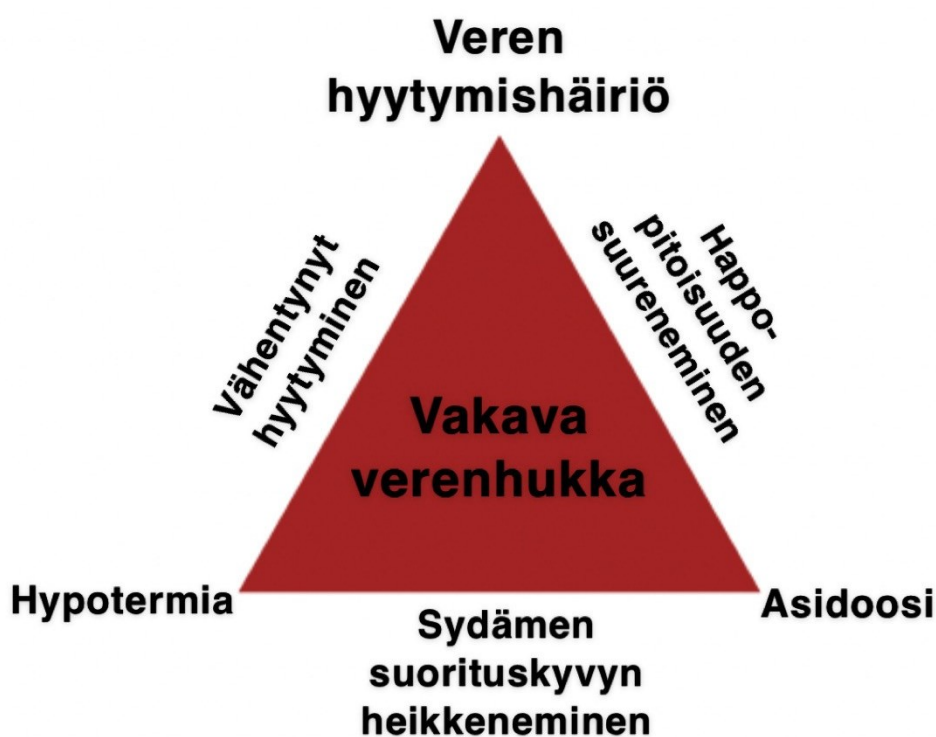 Veren
hyytymishäiriö
Vähentynyt
hyytyminen
Happo-
pitoisuuden
suureneminen
Vakava
verenhukka
Hypotermia
Asidoosi
Sydämen
suorituskyvyn
heikkeneminen